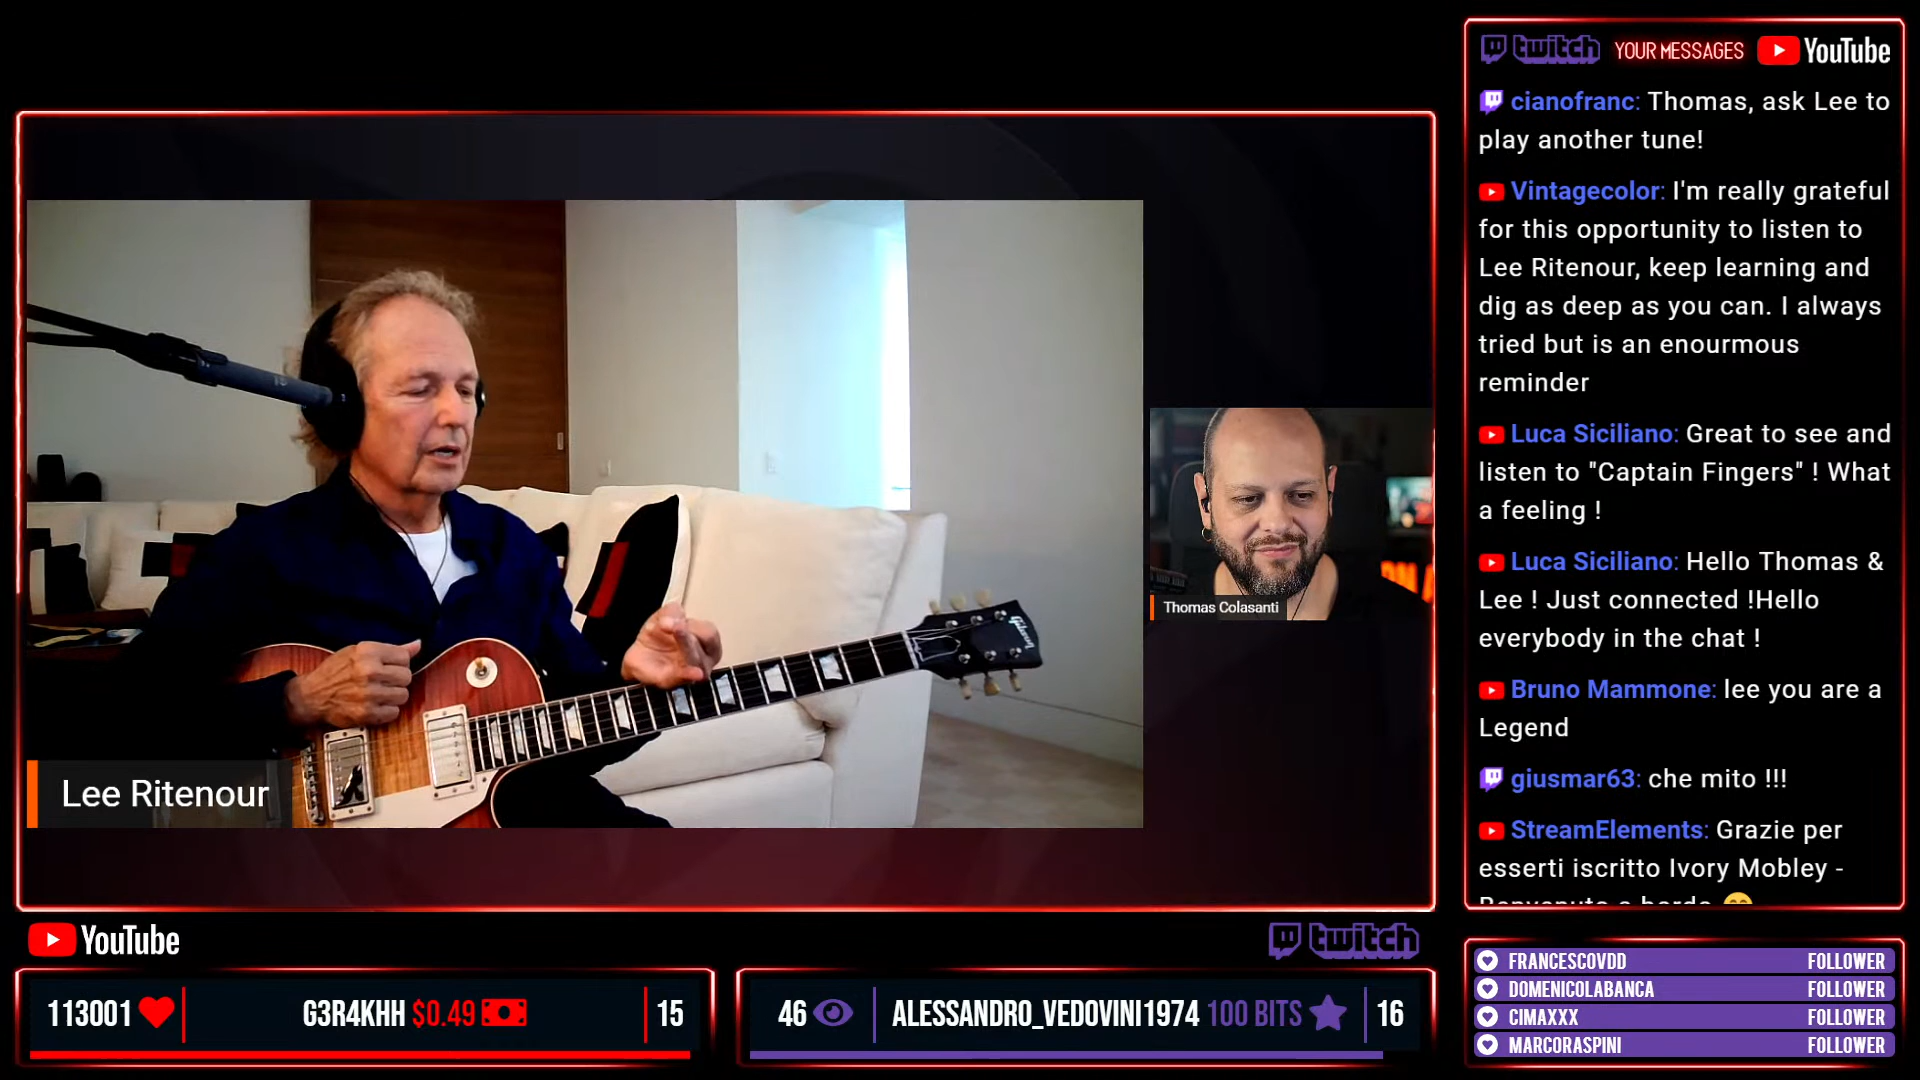 twitch YOUR MESSAGES YouTube
cianofranc: Thomas, ask Lee to
play another tune!
Vintagecolor: I'm really grateful
for this opportunity to listen to
Lee Ritenour, keep learning and
dig as deep as you can. I always
tried but is an enourmous
reminder
Luca Siciliano: Great to see and
listen to "Captain Fingers" ! What
a feeling !
Luca Siciliano: Hello Thomas &
Lee ! Just connected !Hello
everybody in the chat !
Bruno Mammone: lee you are a
Legend
giusmar63: che mito !!!
StreamElements: Grazie per
esserti iscritto Ivory Mobley -
Benvenuto a bordo 😊
Gibson
Thomas Colasanti
Lee Ritenour
YouTube
twitch
113001 G3R4KHH $0.49 15
46 ALESSANDRO_VEDOVINI1974 100 BITS 16
FRANCESCOVDD FOLLOWER
DOMENICOLABANCA FOLLOWER
CIMAXXX FOLLOWER
MARCORASPINI FOLLOWER